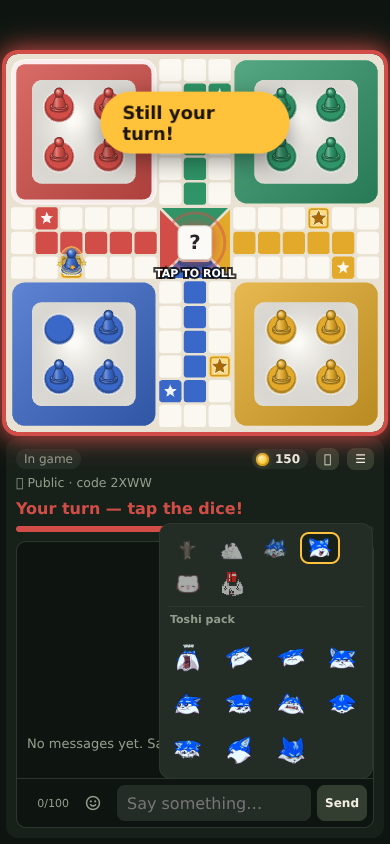 Still your
turn!
?
TAP TO ROLL
In game
150
Public · code 2XWW
Your turn — tap the dice!
Toshi pack
No messages yet. Sa
0/100
Say something...
Send